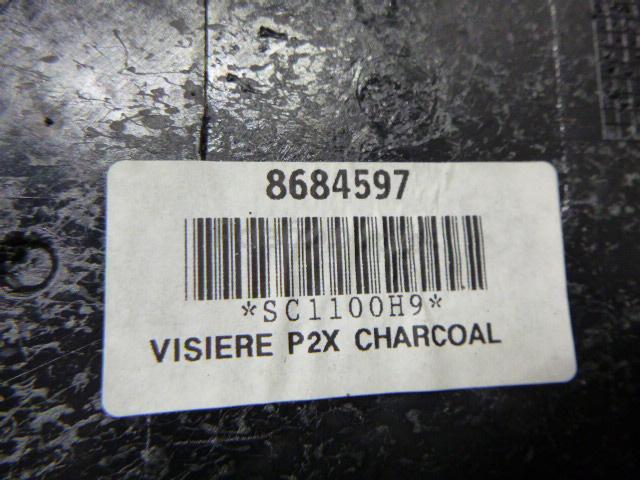 8684597
*SC1100H9*
VISIERE P2X CHARCOAL